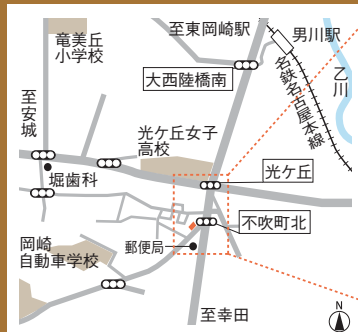 竜美丘
小学校
至東岡崎駅
男川駅
乙川
名鉄名古屋本線
大西陸橋南
至安城
光ケ丘女子
高校
堀歯科
光ケ丘
不吹町北
岡崎
自動車学校
郵便局
至幸田
N